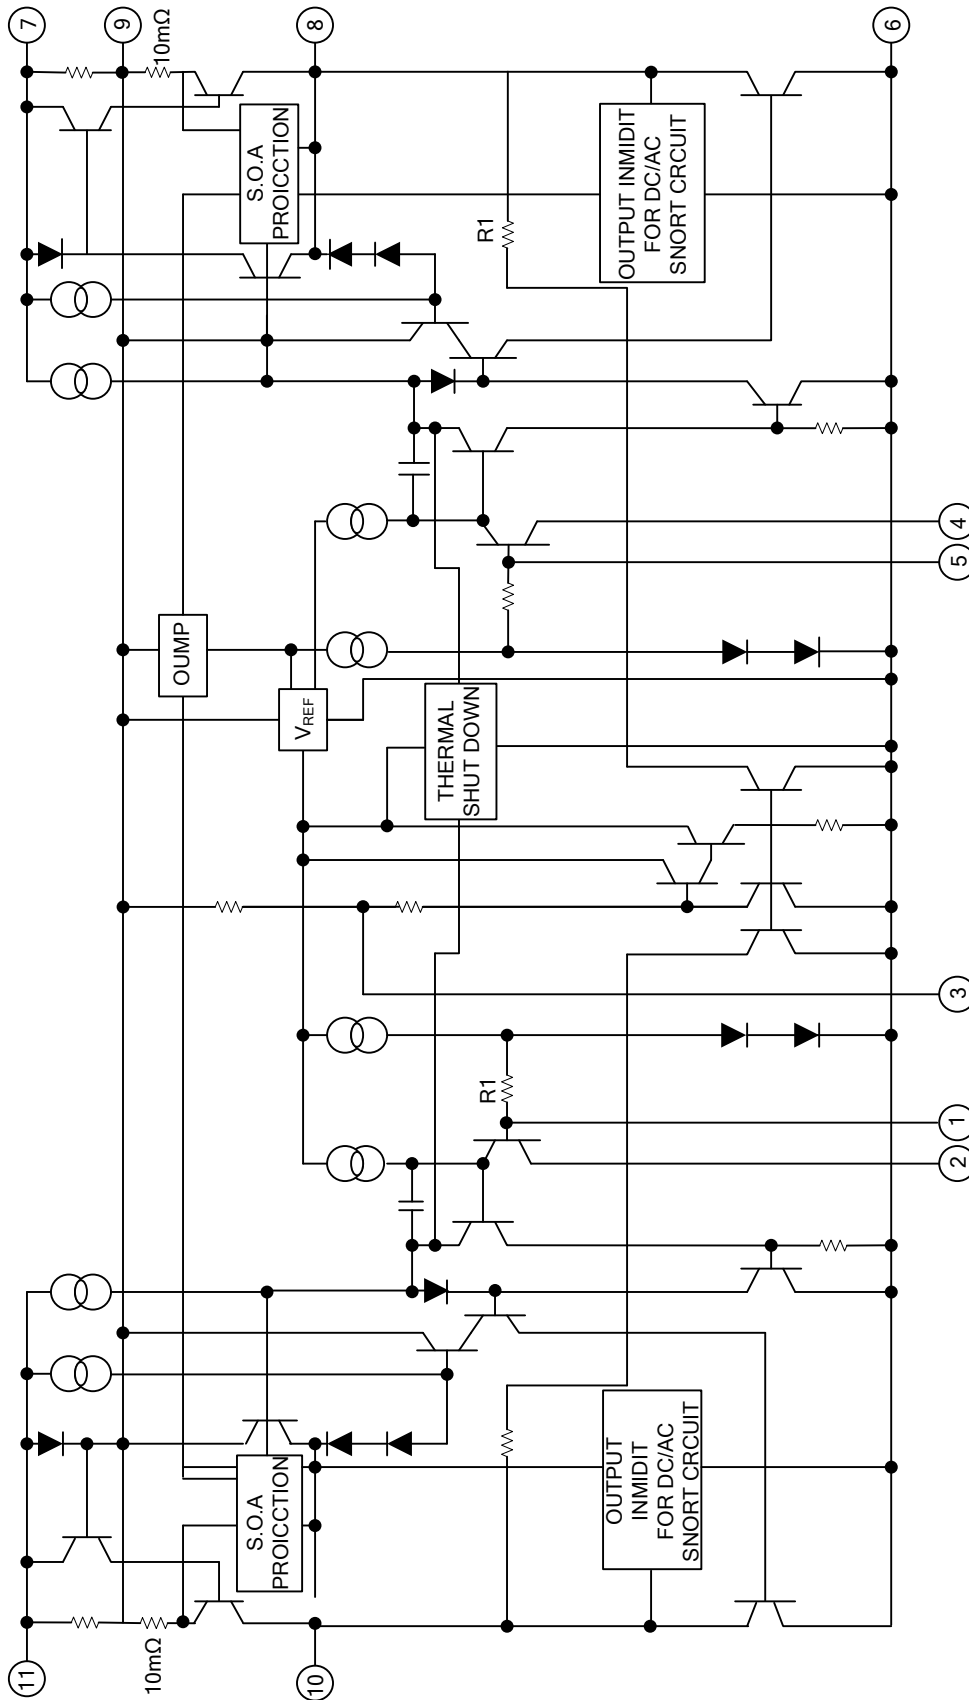 7
9
10mΩ
8
6
S.O.A
PROICCTION
R1
OUTPUT INMIDIT
FOR DC/AC
SNORT CRCUIT
4
5
OUMP
VREF
THERMAL
SHUT DOWN
3
R1
1
2
S.O.A
PROICCTION
OUTPUT
INMIDIT
FOR DC/AC
SNORT CRCUIT
11
10mΩ
10